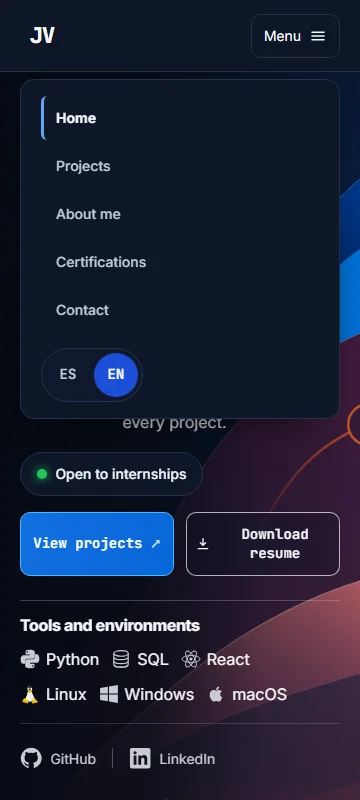 JV
Menu
Home
Projects
About me
Certifications
Contact
ES EN
every project.
Open to internships
View projects ↗
Download
resume
Tools and environments
Python SQL React
Linux Windows macOS
GitHub LinkedIn